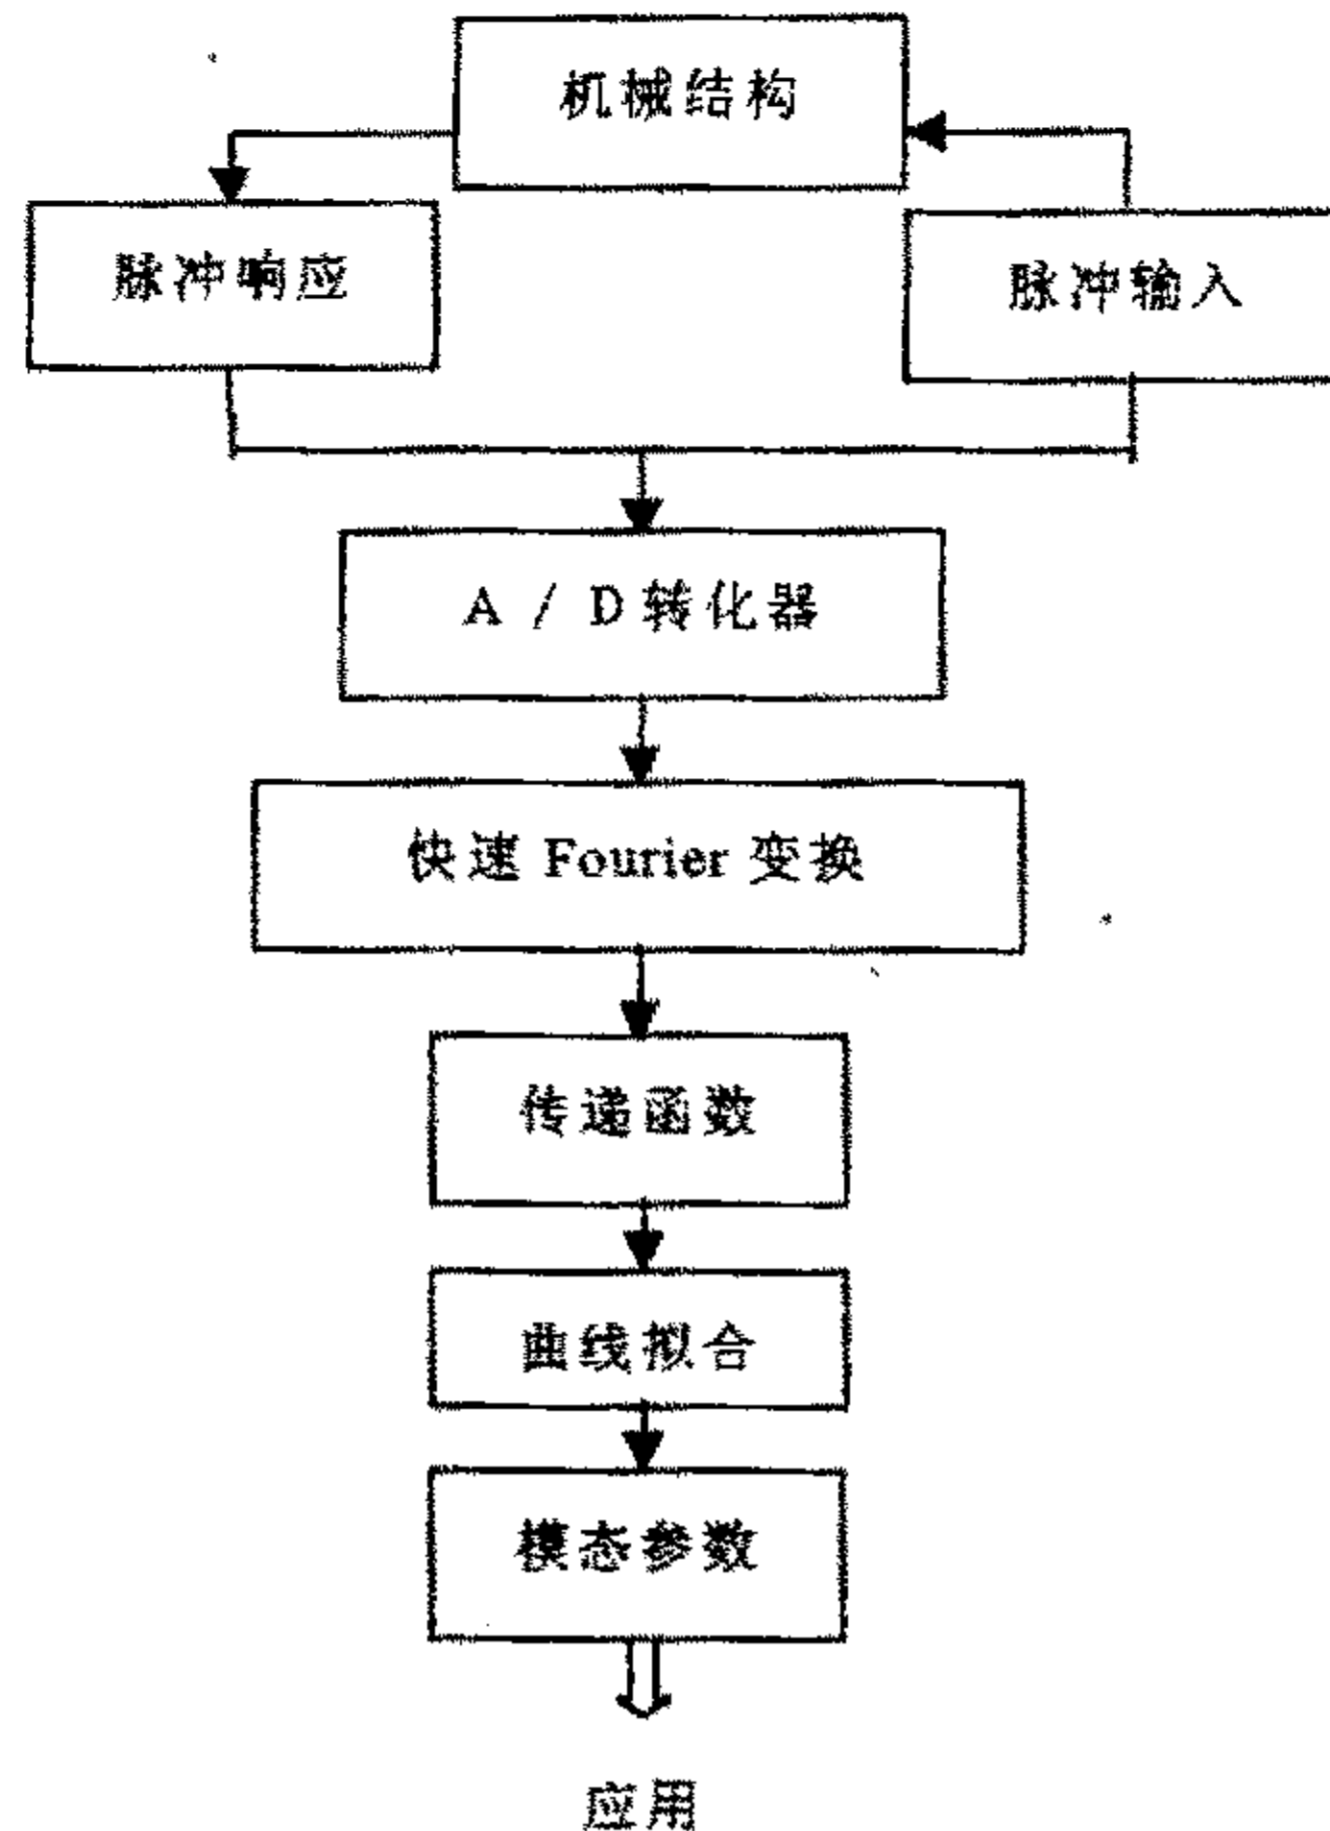 机械结构
脉冲响应
脉冲输入
A / D 转化器
快速 Fourier 变换
传递函数
曲线拟合
模态参数
应用